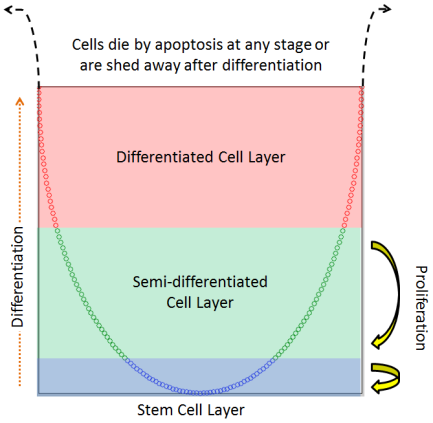 Cells die by apoptosis at any stage or
are shed away after differentiation
Differentiated Cell Layer
Differentiation
Semi-differentiated
Cell Layer
Proliferation
Stem Cell Layer